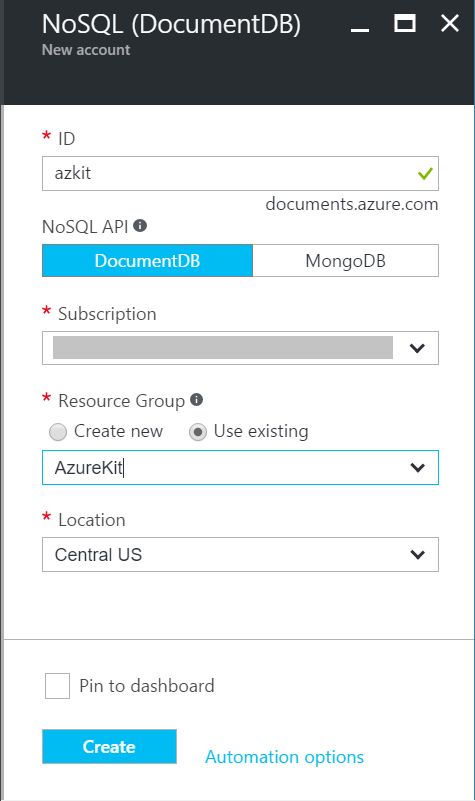 NoSQL (DocumentDB)
New account
* ID
azkit
documents.azure.com
NoSQL API
DocumentDB MongoDB
* Subscription
* Resource Group
Create new Use existing
AzureKit
* Location
Central US
Pin to dashboard
Create Automation options